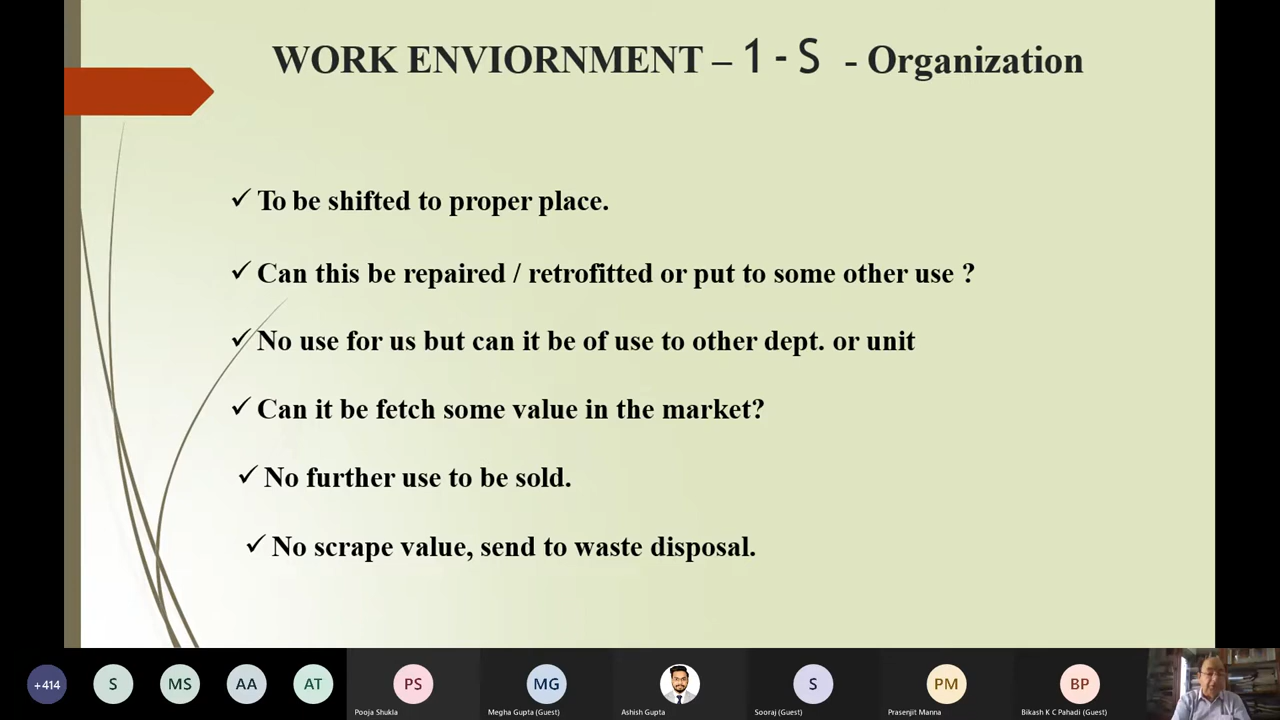 WORK ENVIORNMENT – 1 - S - Organization
To be shifted to proper place.
Can this be repaired / retrofitted or put to some other use ?
No use for us but can it be of use to other dept. or unit
Can it be fetch some value in the market?
No further use to be sold.
No scrape value, send to waste disposal.
+414 S MS AA AT PS MG S PM BP
Pooja Shukla Megha Gupta (Guest) Ashish Gupta Sooraj (Guest) Prasenjit Manna Bikash K C Pahadi (Guest)